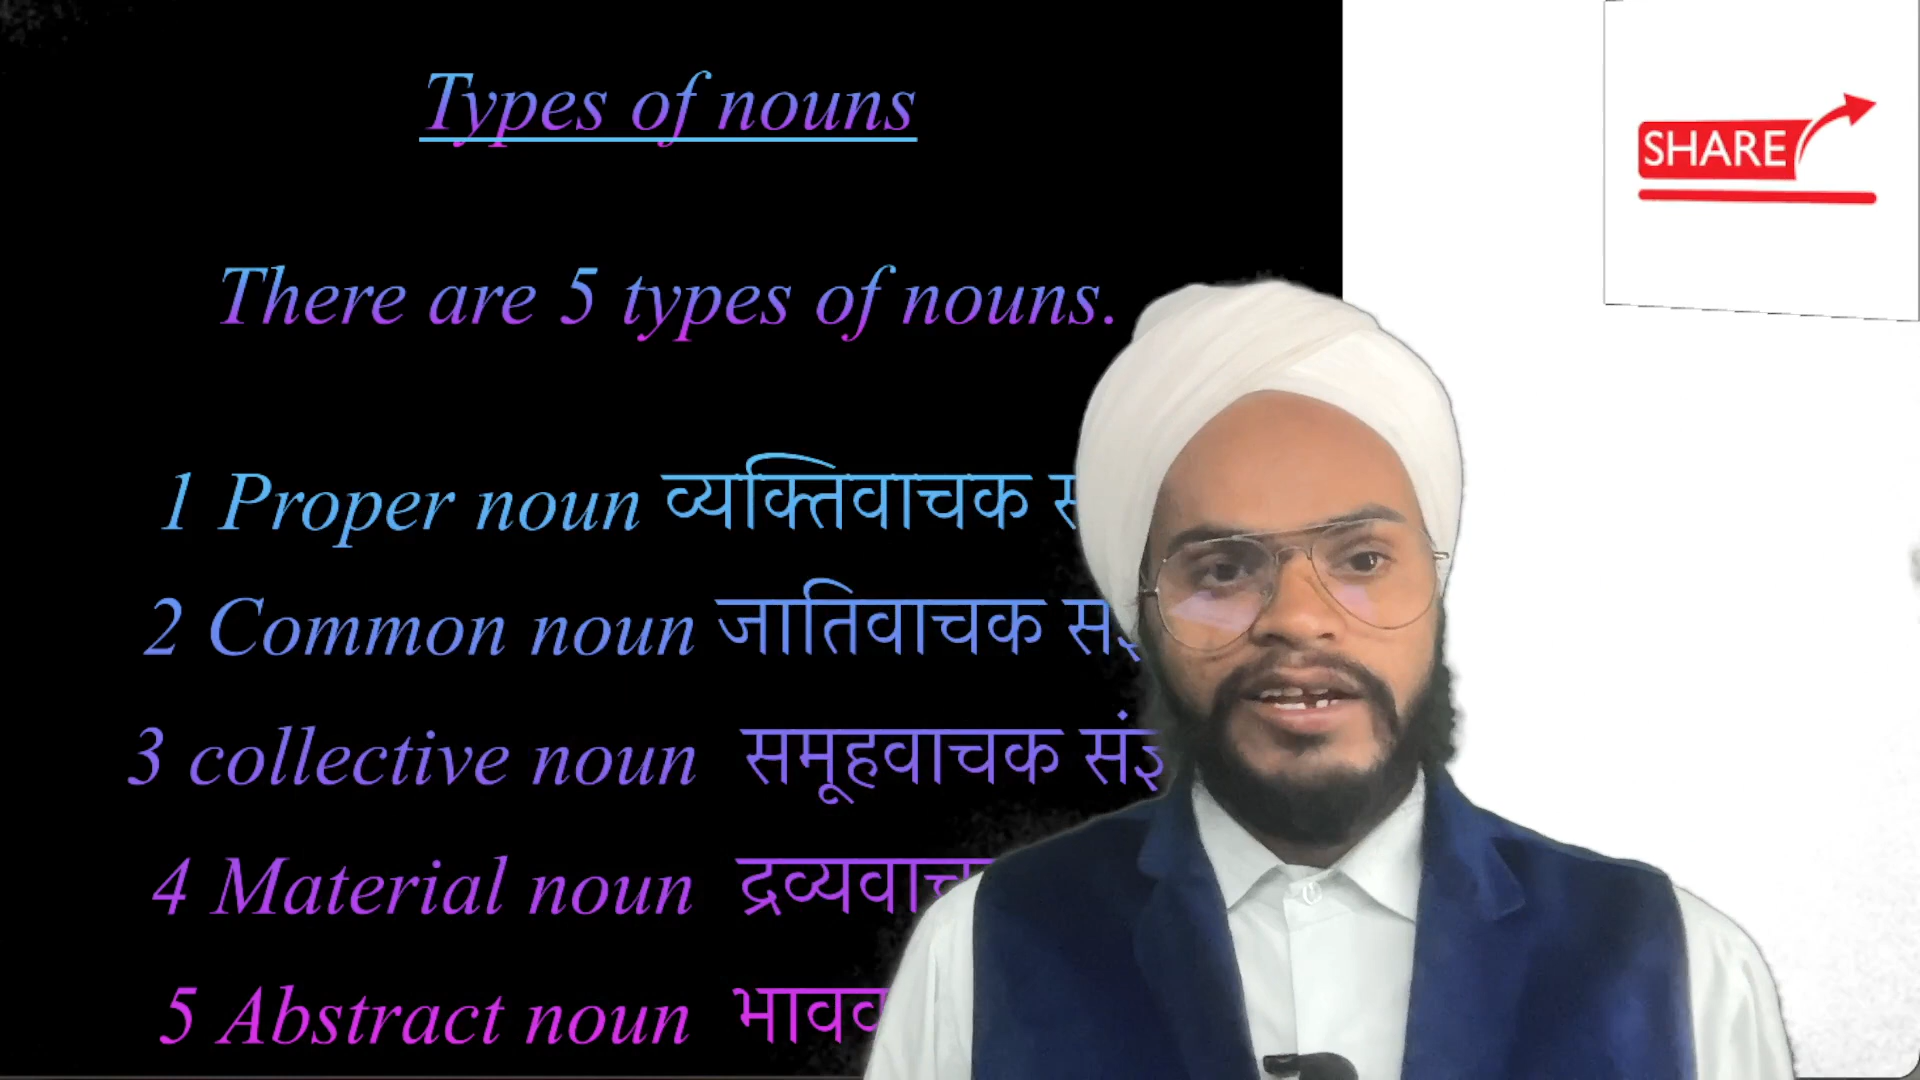 Types of nouns
There are 5 types of nouns.
1 Proper noun व्यक्तिवाचक
2 Common noun जातिवाचक
3 collective noun समूहवाचक
4 Material noun
5 Abstract noun
SHARE